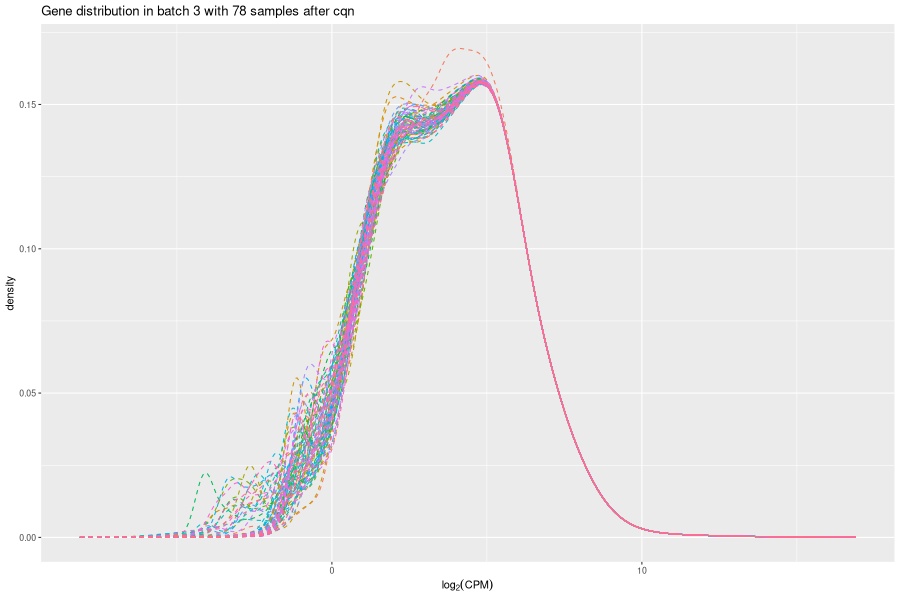 Gene distribution in batch 3 with 78 samples after cqn
0.15
0.10
0.05
0.00
density
0 10
log₂(CPM)